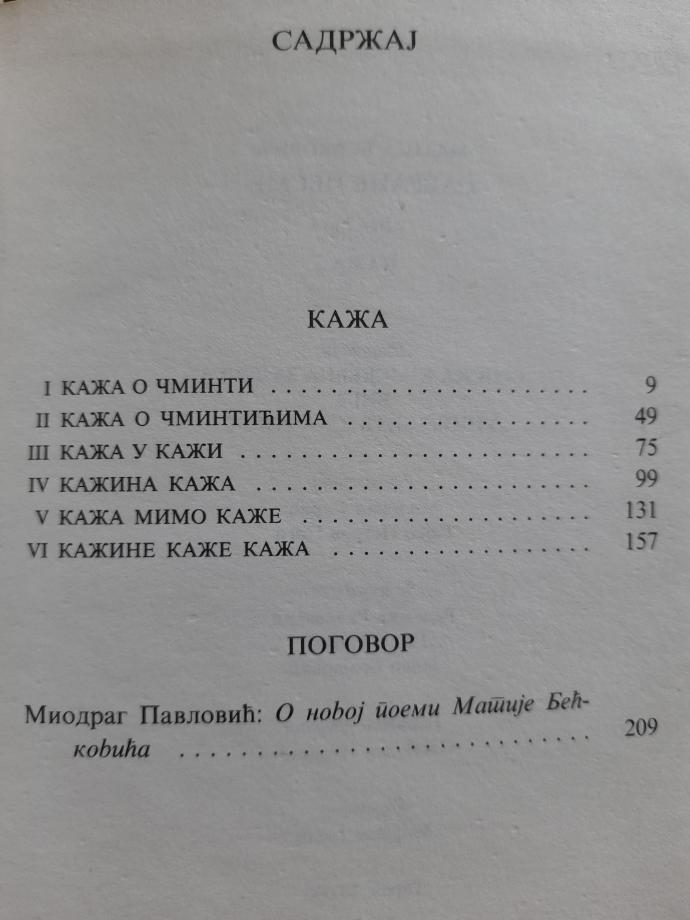 САДРЖАЈ
КАЖА
I КАЖА О ЧМИНТИ . . . . . . . . . . . . . . . . . . . . . . . 9
II КАЖА О ЧМИНТИЋИМА . . . . . . . . . . . . . . . . . 49
III КАЖА У КАЖИ . . . . . . . . . . . . . . . . . . . . . . . . . 75
IV КАЖИНА КАЖА . . . . . . . . . . . . . . . . . . . . . . . . 99
V КАЖА МИМО КАЖЕ . . . . . . . . . . . . . . . . . . . . 131
VI КАЖИНЕ КАЖЕ КАЖА . . . . . . . . . . . . . . . . . . . 157
ПОГОВОР
Миодраг Павловић: О новој поеми Матије Бећ-
ковића . . . . . . . . . . . . . . . . . . . . . . . . . . . . . 209